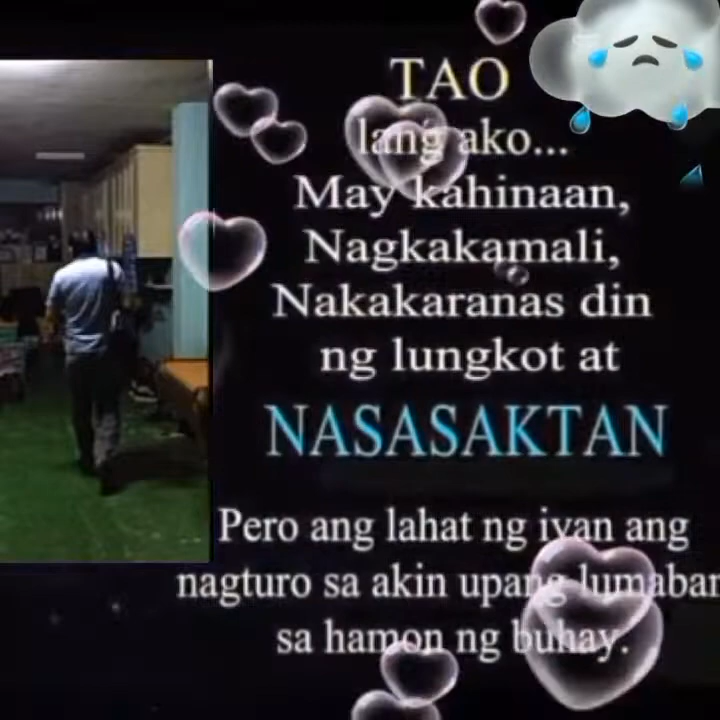 TAO
lang ako...
May kahinaan,
Nagkakamali,
Nakakaranas din
ng lungkot at
NASASAKTAN
Pero ang lahat ng iyan ang
nagturo sa akin upang lumaban
sa hamon ng buhay.